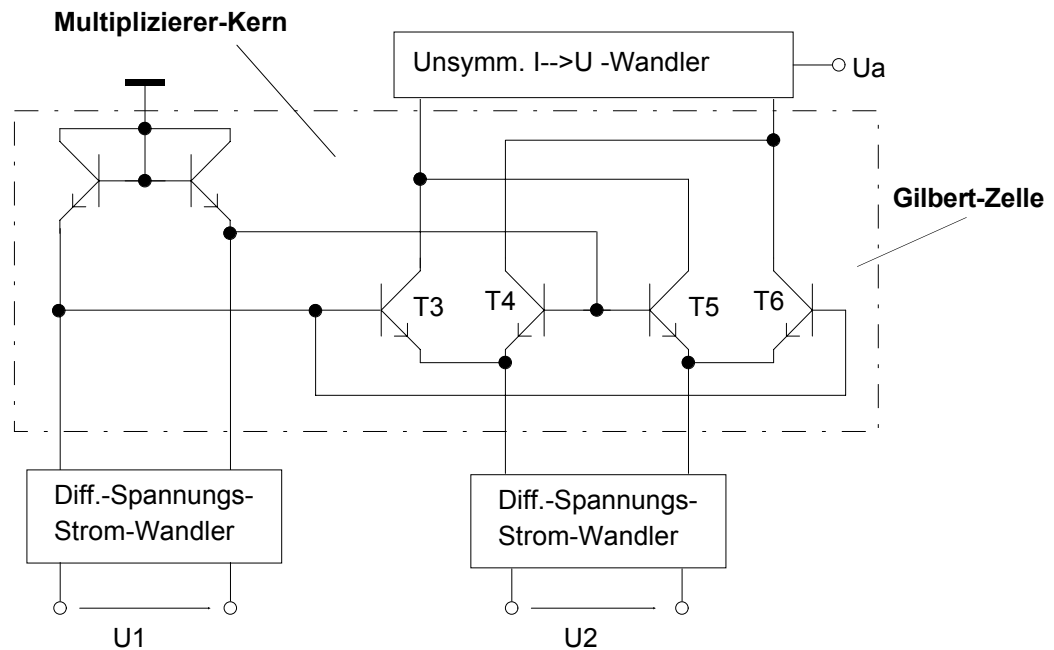 Multiplizierer-Kern
Unsymm. I-->U -Wandler
Ua
Gilbert-Zelle
T3
T4
T5
T6
Diff.-Spannungs-
Strom-Wandler
Diff.-Spannungs-
Strom-Wandler
U1
U2